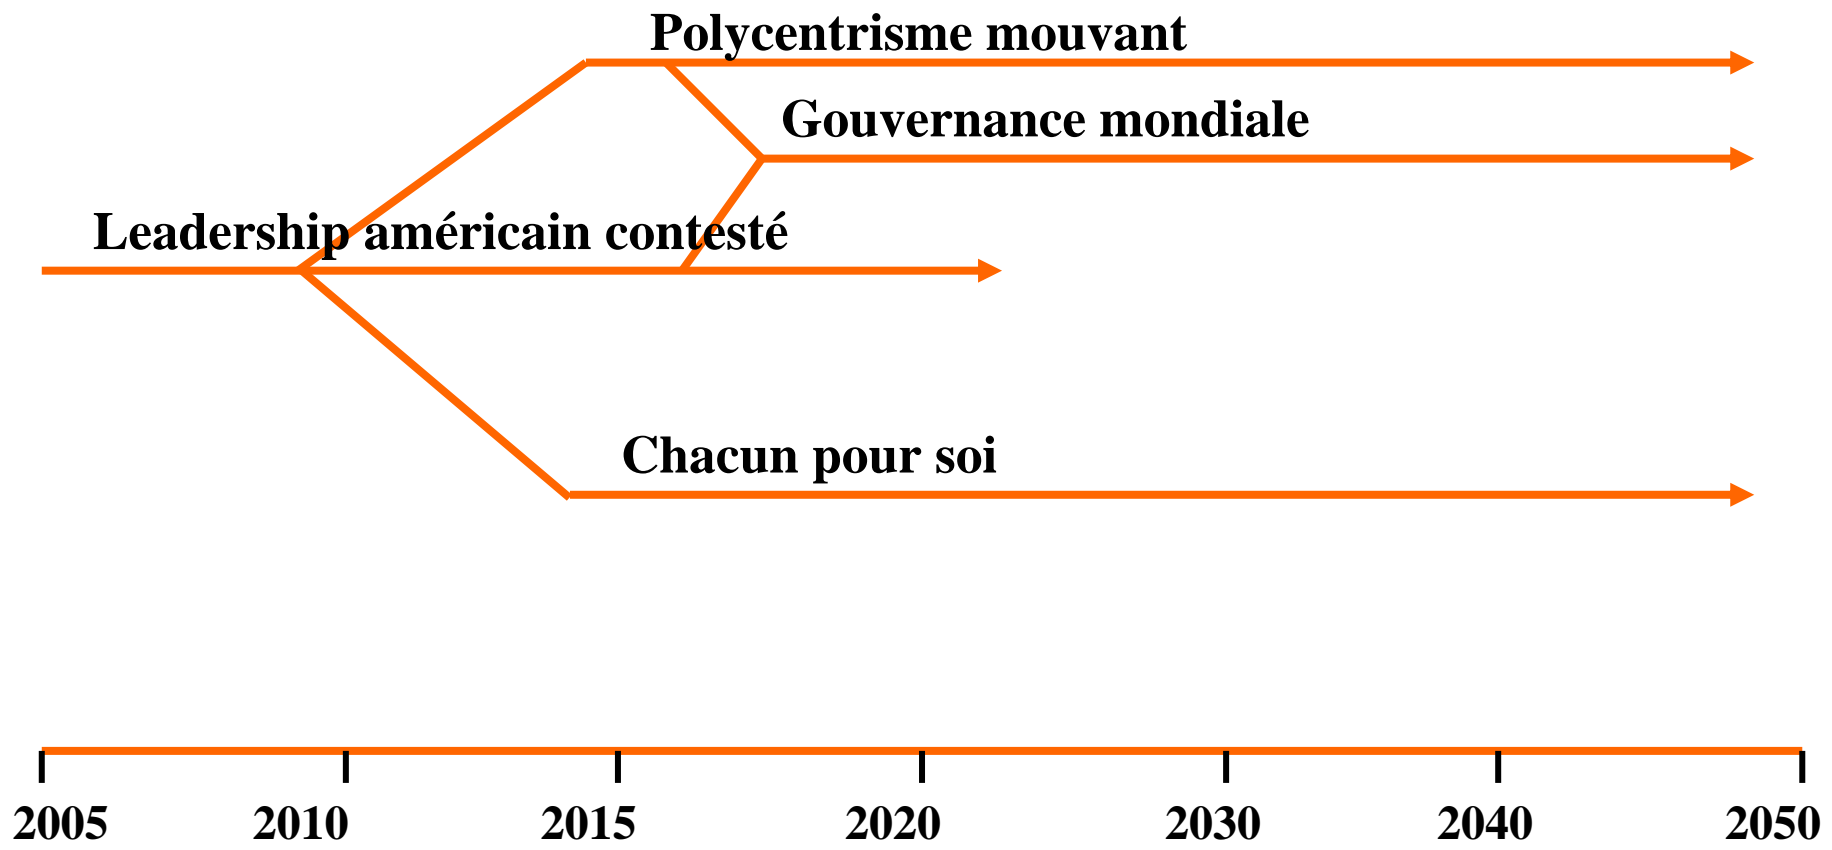 Polycentrisme mouvant
Gouvernance mondiale
Leadership américain contesté
Chacun pour soi
2005 2010 2015 2020 2030 2040 2050